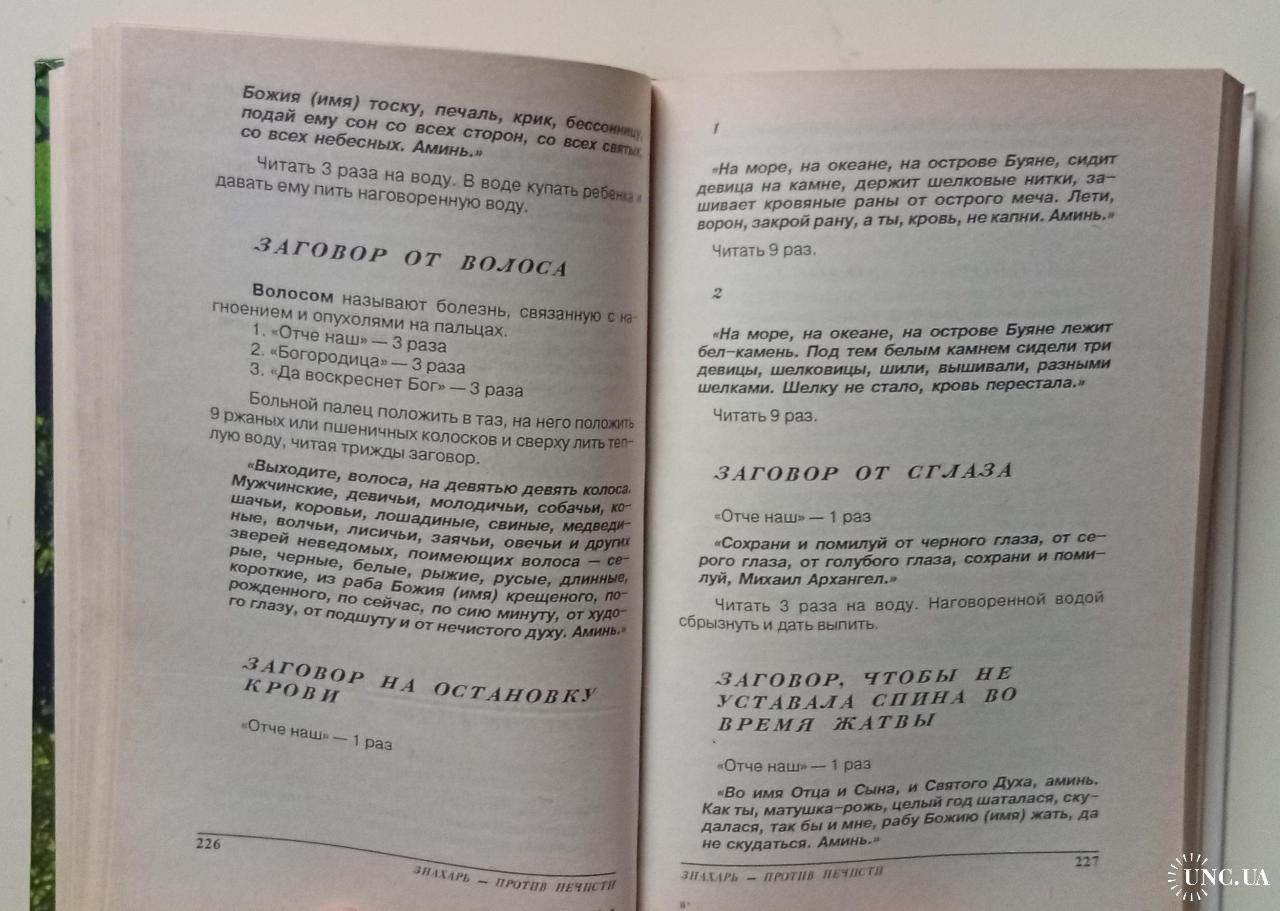 Божия (имя) тоску, печаль, крик, бессонницу,
подай ему сон со всех сторон, со всех святых,
со всех небесных. Аминь.»
Читать 3 раза на воду. В воде купать ребенка и
давать ему пить наговоренную воду.
ЗАГОВОР ОТ ВОЛОСА
Волосом называют болезнь, связанную с на-
гноением и опухолями на пальцах.
1. «Отче наш» — 3 раза
2. «Богородица» — 3 раза
3. «Да воскреснет Бог» — 3 раза
Больной палец положить в таз, на него положить
9 ржаных или пшеничных колосков и сверху лить теп-
лую воду, читая трижды заговор.
«Выходите, волоса, на девятью девять колоса.
Мужчинские, девичьи, молодичьи, собачьи, ко-
шачьи, коровьи, лошадиные, свиные, медведи-
ные, волчьи, лисичьи, заячьи, овечьи и других
зверей неведомых, поимеющих волоса — се-
рые, черные, белые, рыжие, русые, длинные,
короткие, из раба Божия (имя) крещеного, по-
рожденного, по сейчас, по сию минуту, от худо-
го глазу, от подшуту и от нечистого духу. Аминь.»
ЗАГОВОР НА ОСТАНОВКУ
КРОВИ
«Отче наш» — 1 раз
226
ЗНАХАРЬ — ПРОТИВ НЕЧИСТИ
1
«На море, на океане, на острове Буяне, сидит
девица на камне, держит шелковые нитки, за-
шивает кровяные раны от острого меча. Лети,
ворон, закрой рану, а ты, кровь, не капни. Аминь.»
Читать 9 раз.
2
«На море, на океане, на острове Буяне лежит
бел-камень. Под тем белым камнем сидели три
девицы, шелковицы, шили, вышивали, разными
шелками. Шелку не стало, кровь перестала.»
Читать 9 раз.
ЗАГОВОР ОТ СГЛАЗА
«Отче наш» — 1 раз
«Сохрани и помилуй от черного глаза, от се-
рого глаза, от голубого глаза, сохрани и поми-
луй, Михаил Архангел.»
Читать 3 раза на воду. Наговоренной водой
сбрызнуть и дать выпить.
ЗАГОВОР, ЧТОБЫ НЕ
УСТАВАЛА СПИНА ВО
ВРЕМЯ ЖАТВЫ
«Отче наш» — 1 раз
«Во имя Отца и Сына, и Святого Духа, аминь.
Как ты, матушка-рожь, целый год шаталася, ску-
далася, так бы и мне, рабу Божию (имя) жать, да
не скудаться. Аминь.»
227
ЗНАХАРЬ — ПРОТИВ НЕЧИСТИ
8*
UNC.UA